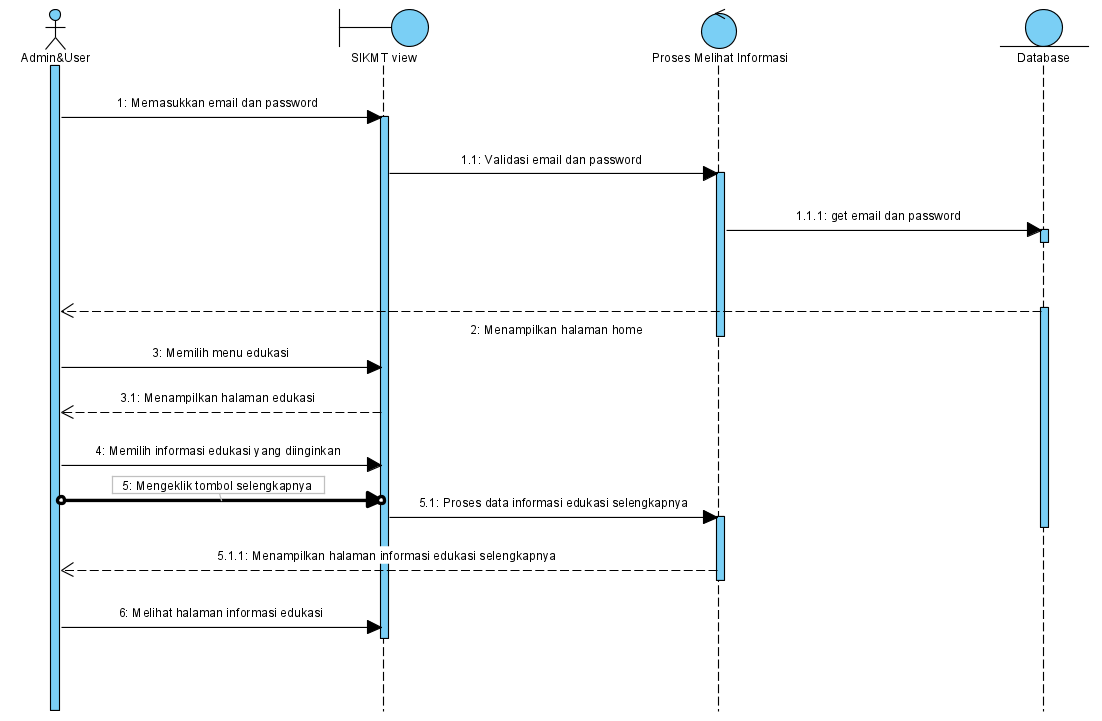 Admin&User
SIKMT view
Proses Melihat Informasi
Database
1: Memasukkan email dan password
1.1: Validasi email dan password
1.1.1: get email dan password
2: Menampilkan halaman home
3: Memilih menu edukasi
3.1: Menampilkan halaman edukasi
4: Memilih informasi edukasi yang diinginkan
5: Mengeklik tombol selengkapnya
5.1: Proses data informasi edukasi selengkapnya
5.1.1: Menampilkan halaman informasi edukasi selengkapnya
6: Melihat halaman informasi edukasi